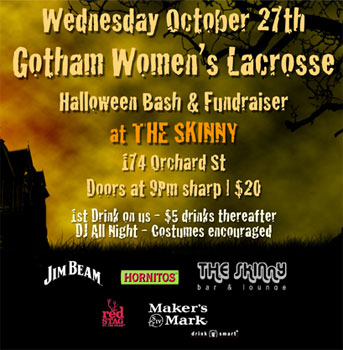 Wednesday October 27th
Gotham Women's Lacrosse
Halloween Bash & Fundraiser
at THE SKINNY
174 Orchard St
Doors at 9pm sharp | $20
1st Drink on us - $5 drinks thereafter
DJ All Night - Costumes encouraged
JIM BEAM
HORNITOS
THE SKINNY
bar & lounge
red STAG
Maker's Mark
drink smart